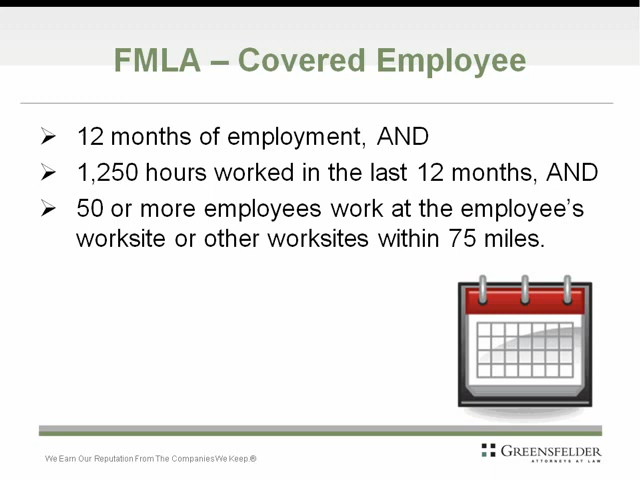 FMLA – Covered Employee
12 months of employment, AND
1,250 hours worked in the last 12 months, AND
50 or more employees work at the employee’s
worksite or other worksites within 75 miles.
We Earn Our Reputation From The Companies We Keep.®
GREENSFELDER
ATTORNEYS AT LAW